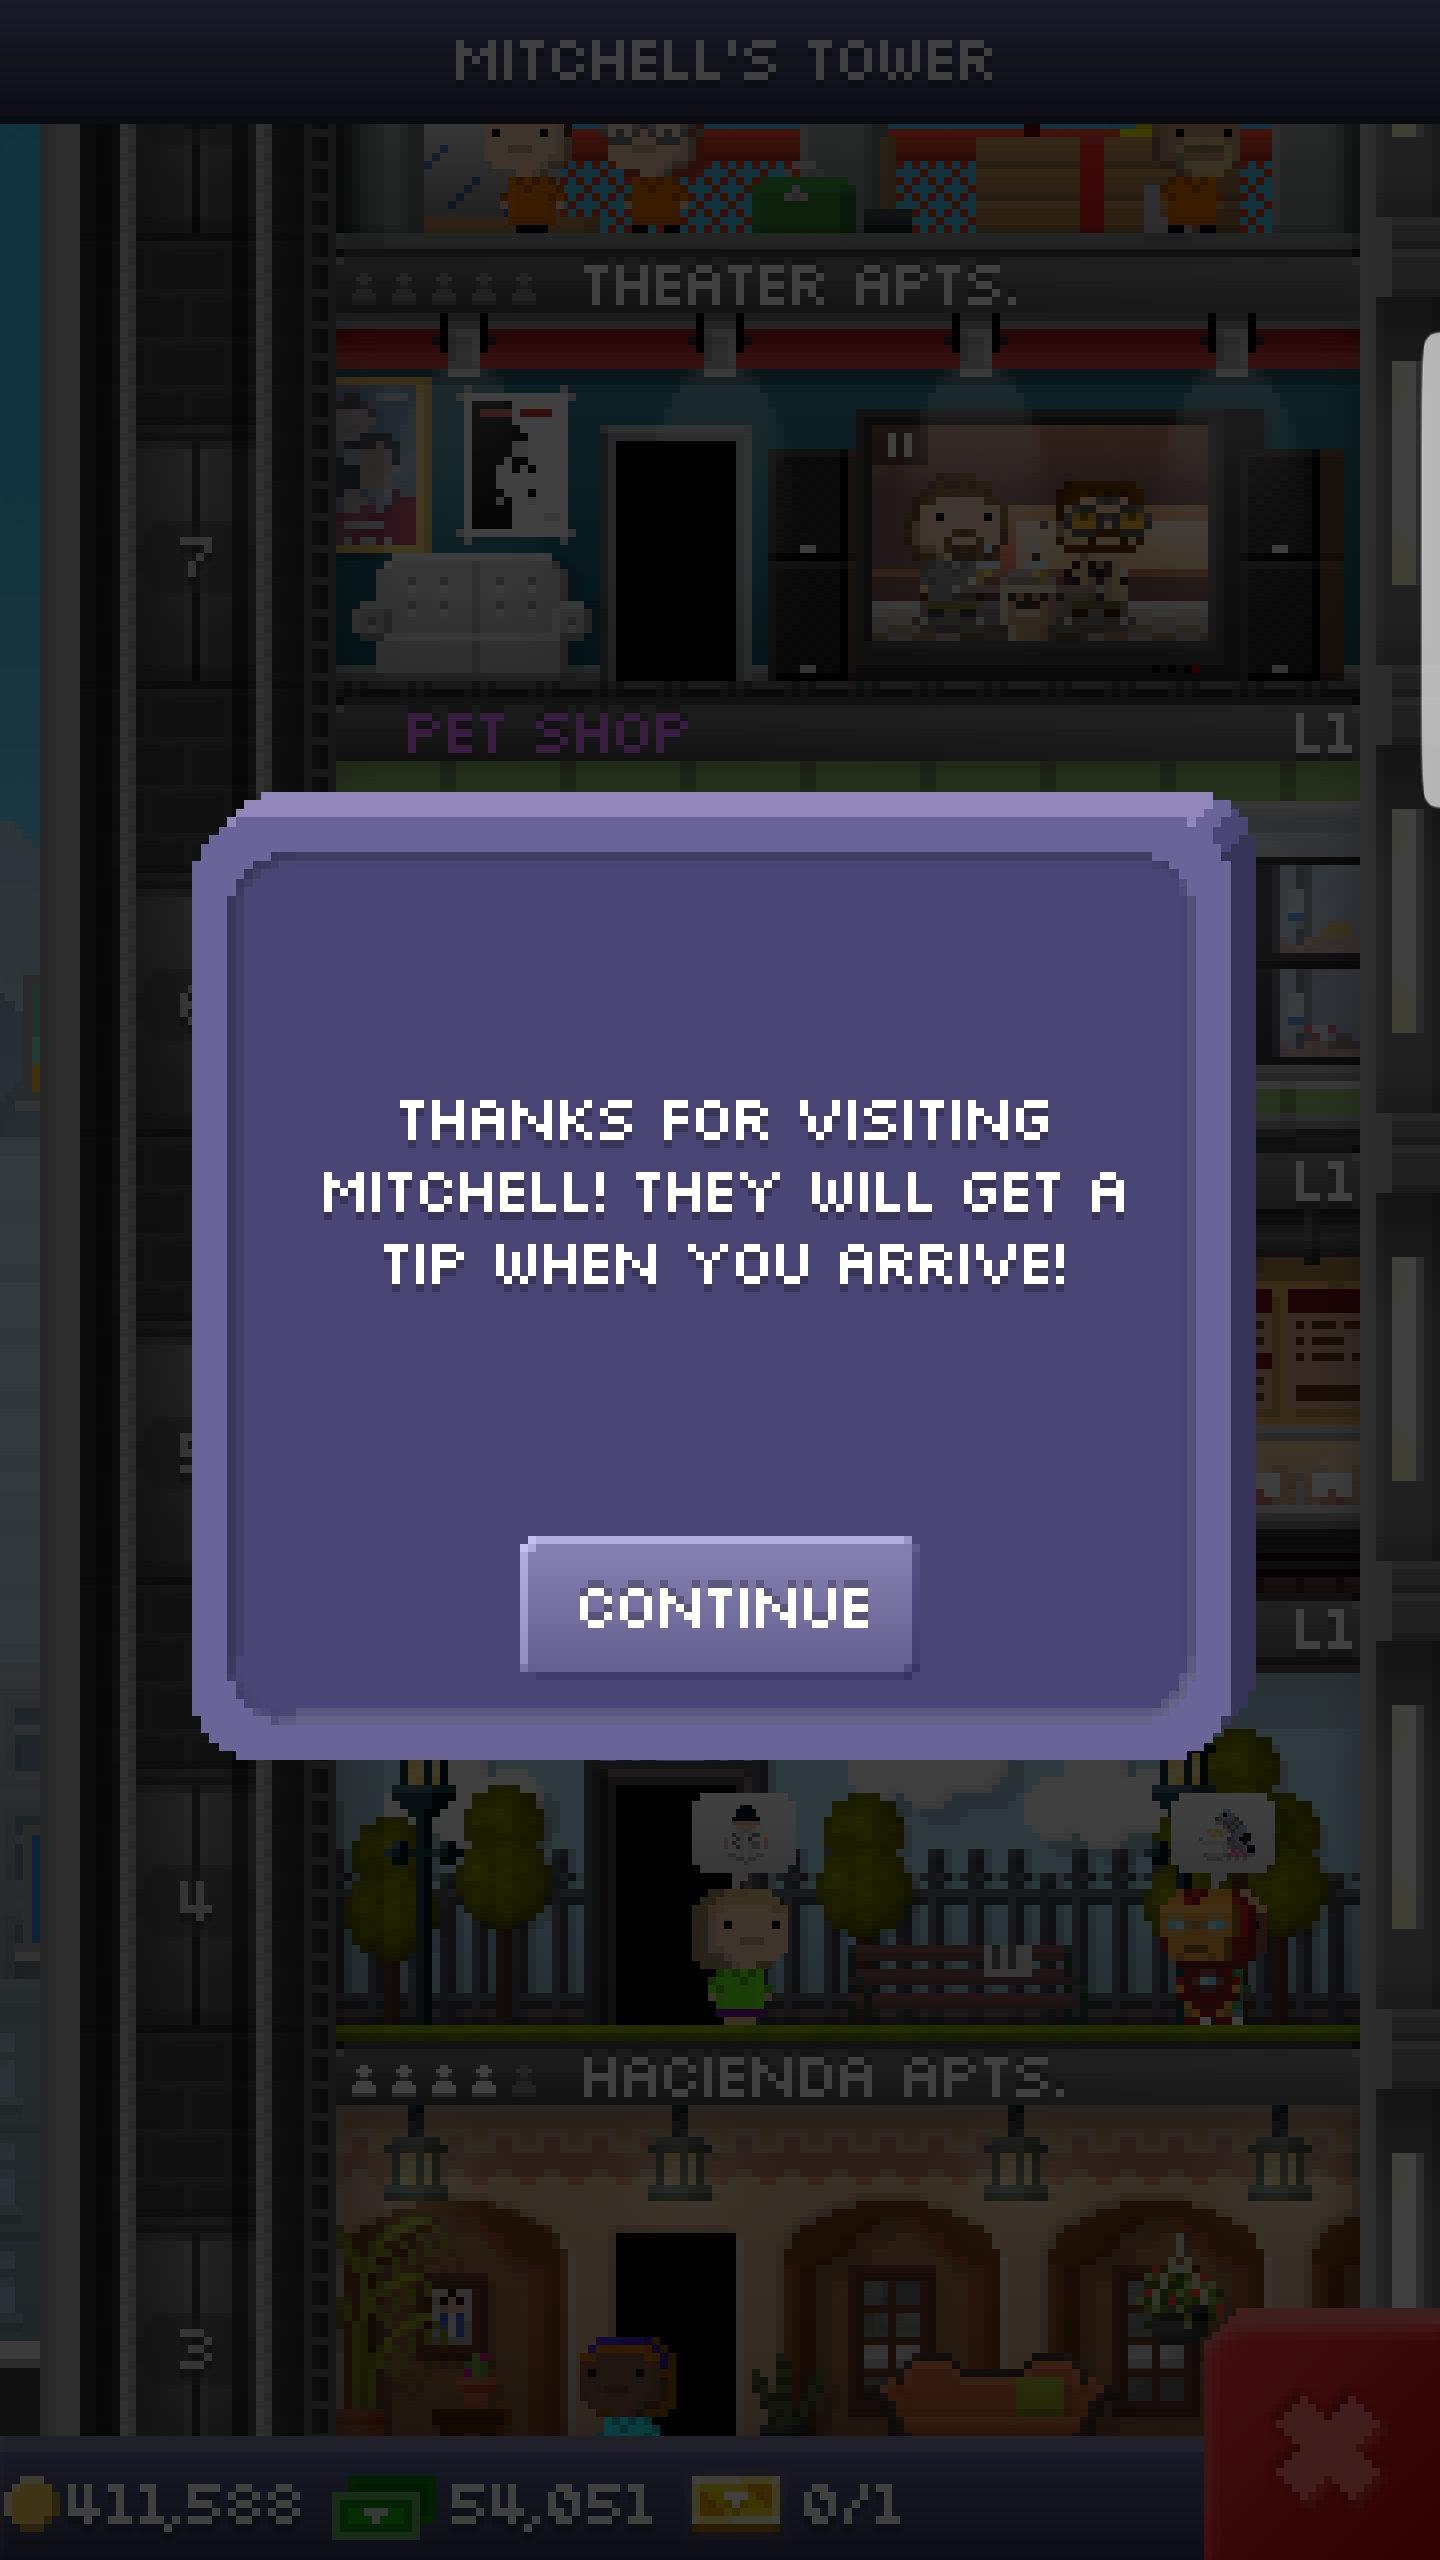 MITCHELL'S TOWER
THEATER APTS.
7
PET SHOP L1
THANKS FOR VISITING
MITCHELL! THEY WILL GET A
TIP WHEN YOU ARRIVE!
L1
5
CONTINUE
L1
4
HACIENDA APTS.
3
411,588 54,051 0/1